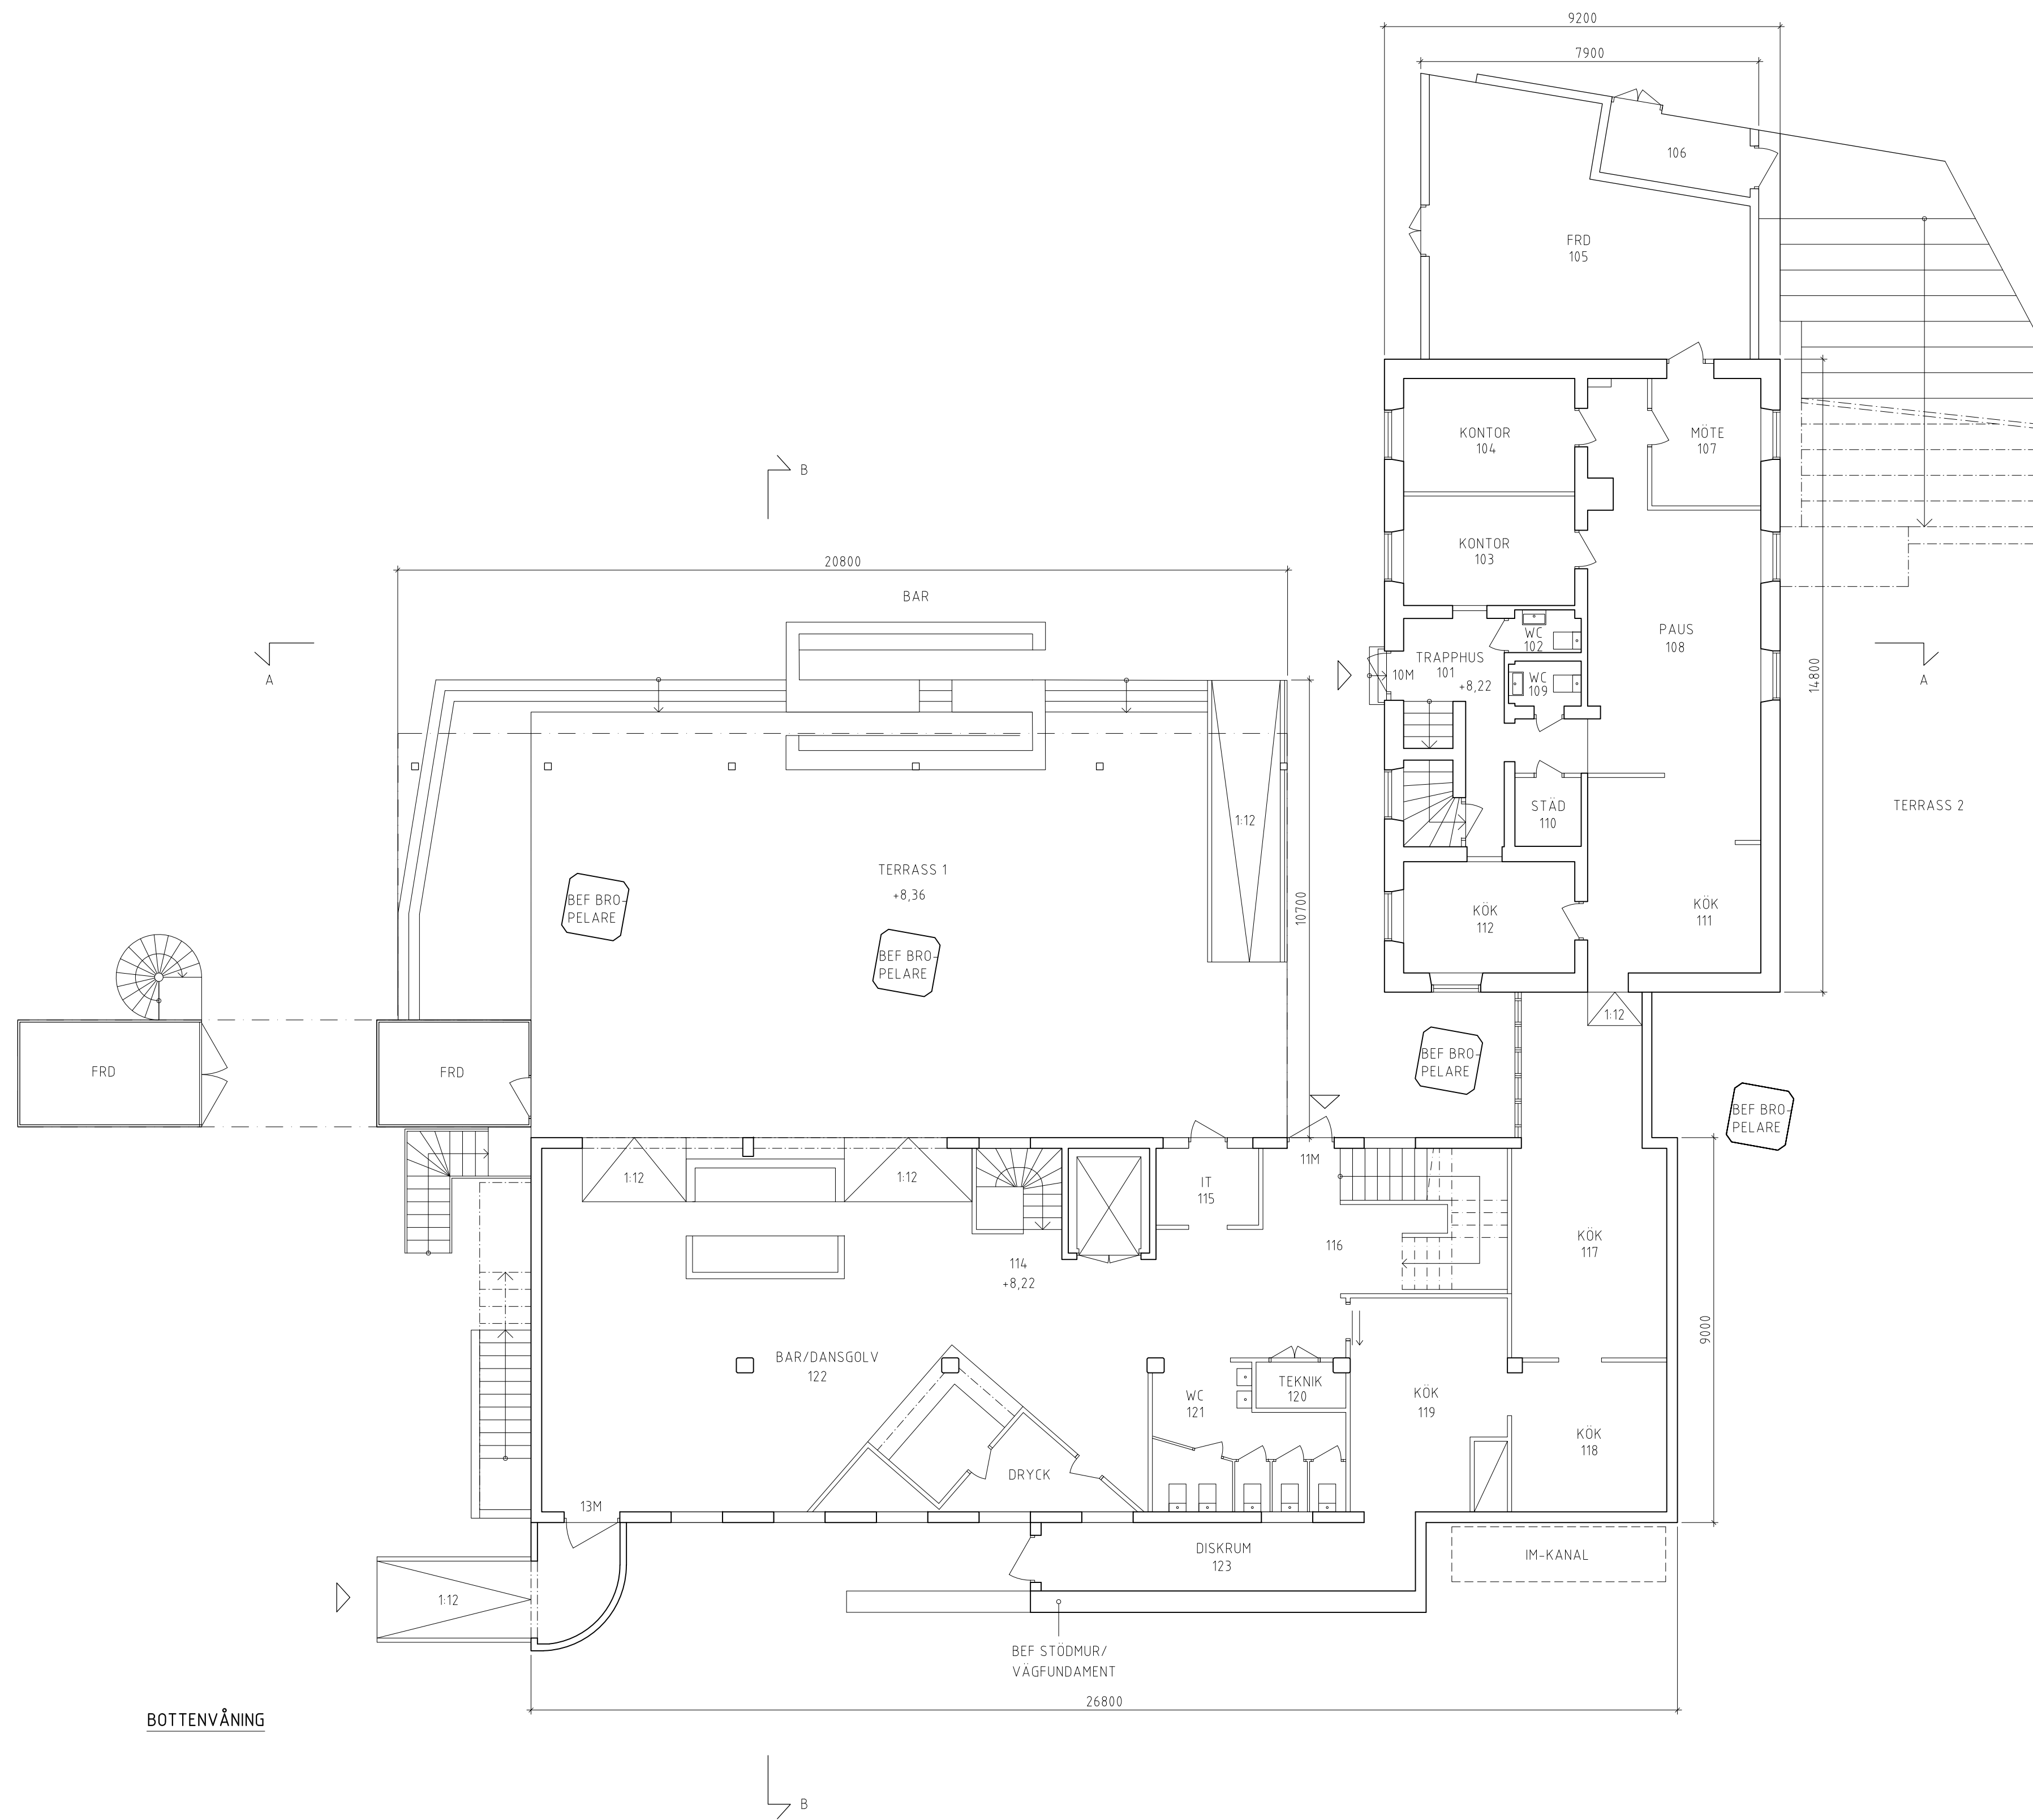 9200
7900
106
FRD
105
KONTOR
104
MÖTE
107
B
KONTOR
103
20800
BAR
PAUS
108
WC
102
TRAPPHUS
101
10M
+8,22
WC
109
14800
A
A
STÄD
110
TERRASS 2
1:12
TERRASS 1
+8,36
BEF BRO-
PELARE
BEF BRO-
PELARE
10700
KÖK
112
KÖK
111
1:12
FRD
FRD
BEF BRO-
PELARE
BEF BRO-
PELARE
1:12
1:12
11M
IT
115
116
KÖK
117
114
+8,22
9000
BAR/DANSGOLV
122
TEKNIK
120
WC
121
KÖK
119
KÖK
118
DRYCK
13M
DISKRUM
123
IM-KANAL
1:12
BEF STÖDMUR/
VÄGFUNDAMENT
26800
BOTTENVÅNING
B